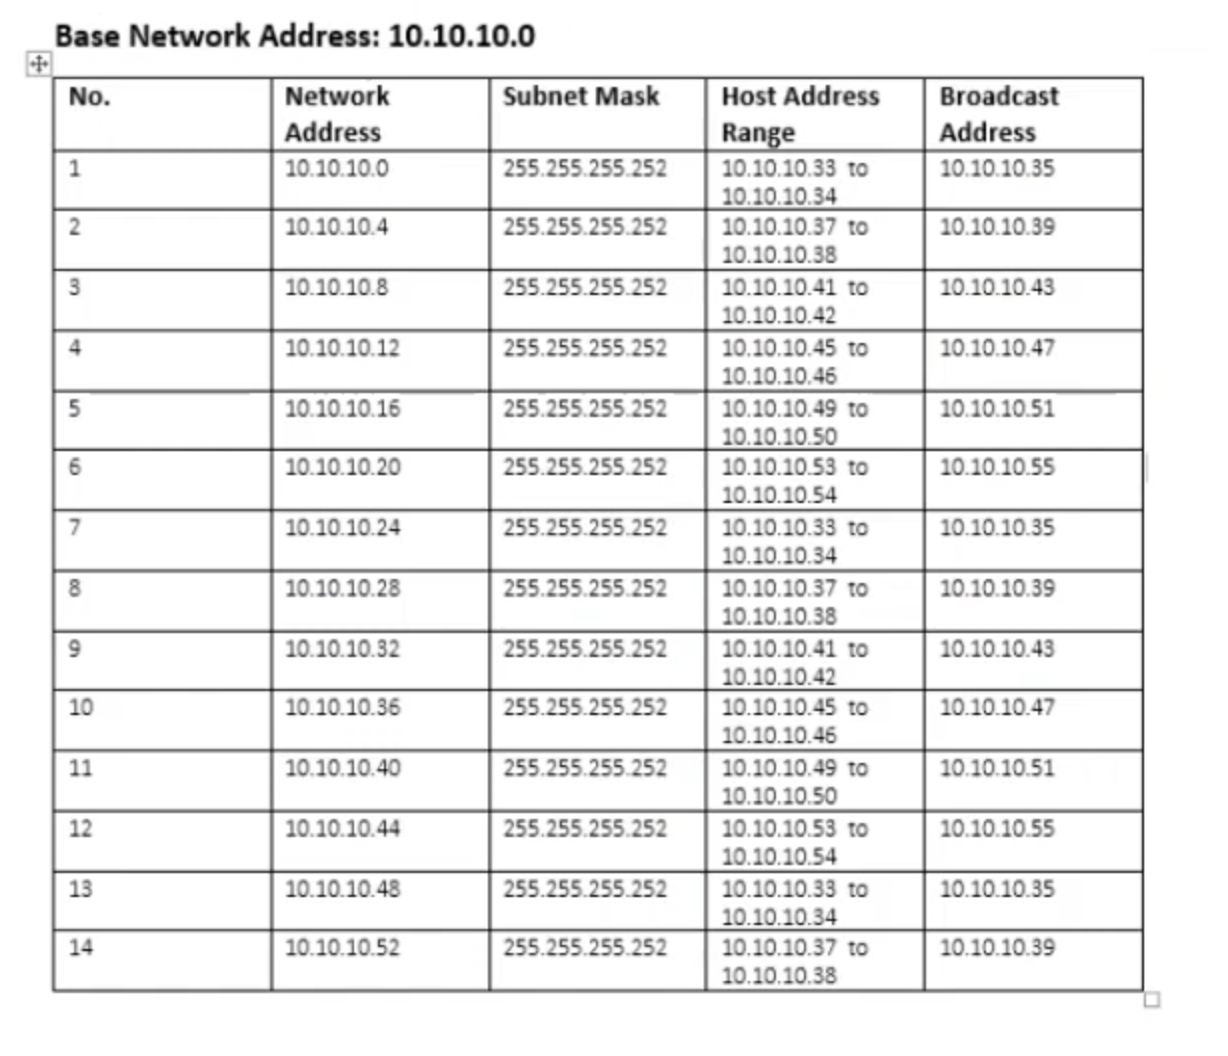 Base Network Address: 10.10.10.0
No. Network Subnet Mask Host Address Broadcast
Address Range Address
1 10.10.10.0 255.255.255.252 10.10.10.33 to 10.10.10.35
10.10.10.34
2 10.10.10.4 255.255.255.252 10.10.10.37 to 10.10.10.39
10.10.10.38
3 10.10.10.8 255.255.255.252 10.10.10.41 to 10.10.10.43
10.10.10.42
4 10.10.10.12 255.255.255.252 10.10.10.45 to 10.10.10.47
10.10.10.46
5 10.10.10.16 255.255.255.252 10.10.10.49 to 10.10.10.51
10.10.10.50
6 10.10.10.20 255.255.255.252 10.10.10.53 to 10.10.10.55
10.10.10.54
7 10.10.10.24 255.255.255.252 10.10.10.33 to 10.10.10.35
10.10.10.34
8 10.10.10.28 255.255.255.252 10.10.10.37 to 10.10.10.39
10.10.10.38
9 10.10.10.32 255.255.255.252 10.10.10.41 to 10.10.10.43
10.10.10.42
10 10.10.10.36 255.255.255.252 10.10.10.45 to 10.10.10.47
10.10.10.46
11 10.10.10.40 255.255.255.252 10.10.10.49 to 10.10.10.51
10.10.10.50
12 10.10.10.44 255.255.255.252 10.10.10.53 to 10.10.10.55
10.10.10.54
13 10.10.10.48 255.255.255.252 10.10.10.33 to 10.10.10.35
10.10.10.34
14 10.10.10.52 255.255.255.252 10.10.10.37 to 10.10.10.39
10.10.10.38